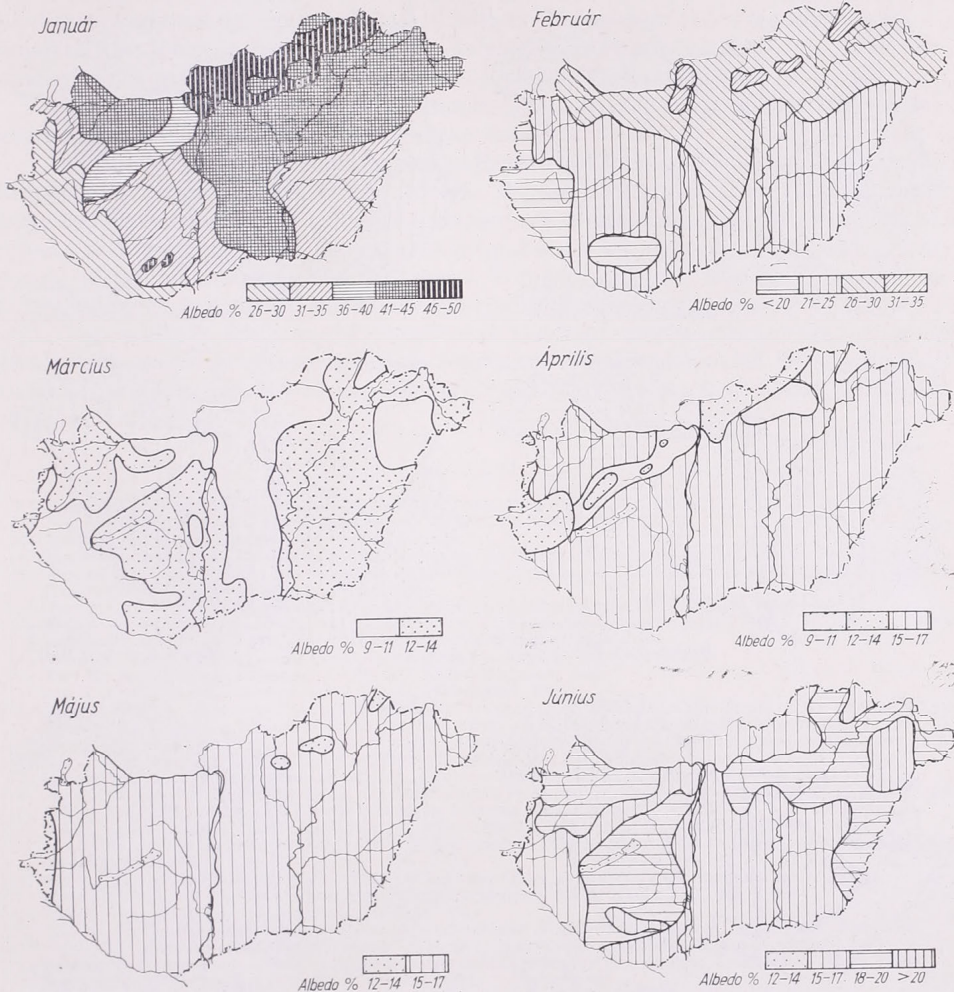 Január
Február
Albedo % 26–30 31–35 36–40 41–45 46–50
Albedo % <20 21–25 26–30 31–35
Március
Április
Albedo % 9–11 12–14
Albedo % 9–11 12–14 15–17
Május
Június
Albedo % 12–14 15–17
Albedo % 12–14 15–17 18–20 >20